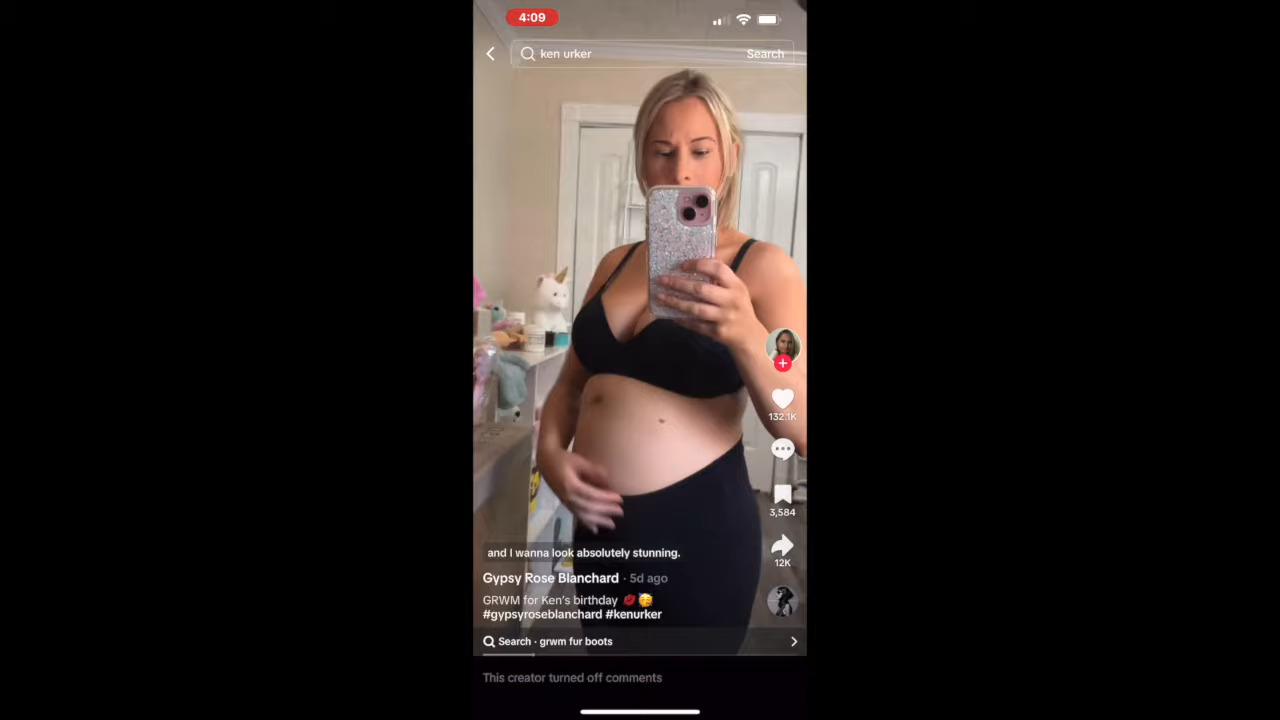 4:09
ken urker
Search
132.1K
3,584
12K
and I wanna look absolutely stunning.
Gypsy Rose Blanchard · 5d ago
GRWM for Ken's birthday 💋🥳
#gypsyroseblanchard #kenurker
Search · grwm fur boots
This creator turned off comments